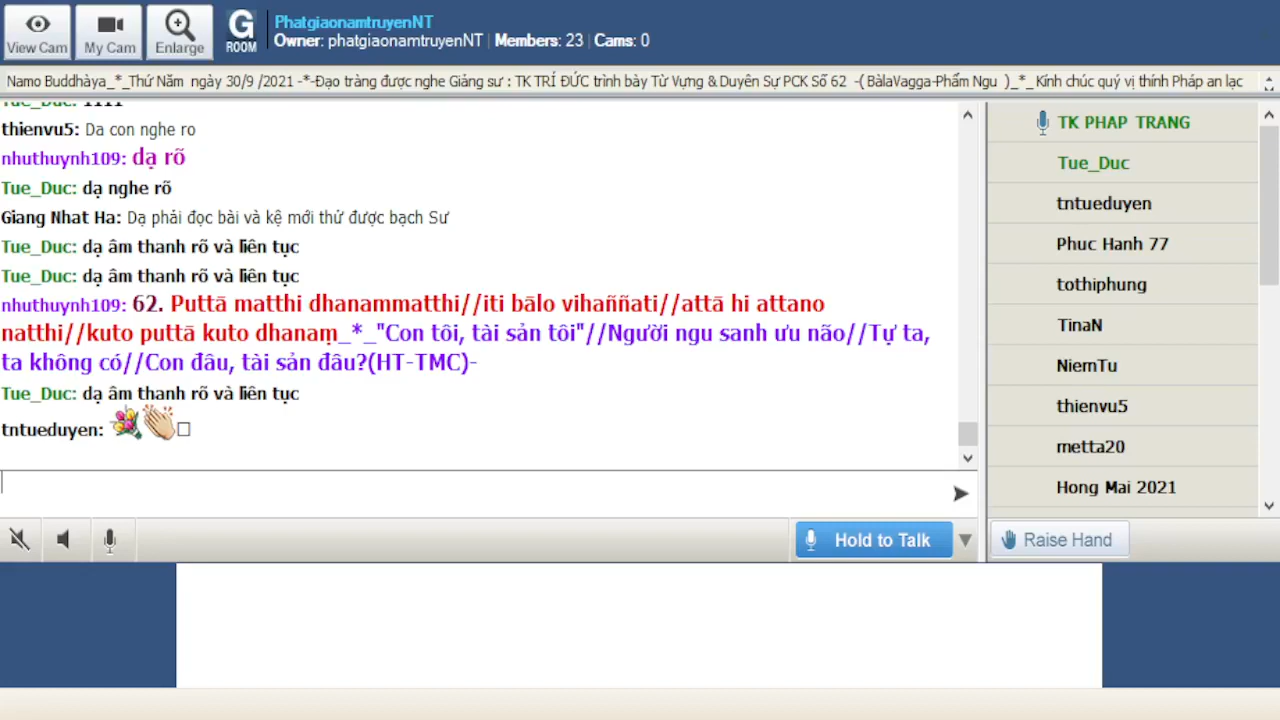 View Cam
My Cam
Enlarge
G
ROOM
PhatgiaonamtruyenNT
Owner: phatgiaonamtruyenNT | Members: 23 | Cams: 0
Namo Buddhàya_*_Thứ Năm ngày 30/9 /2021 -*-Đạo tràng được nghe Giảng sư : TK TRÍ ĐỨC trình bày Từ Vựng & Duyên Sự PCK Số 62 -( BàlaVagga-Phẩm Ngu )_*_ Kính chúc quý vị thính Pháp an lạc
Tue_Duc: 1111
thienvu5: Da con nghe ro
nhuthuynh109: dạ rõ
Tue_Duc: dạ nghe rõ
Giang Nhat Ha: Dạ phải đọc bài và kệ mới thử được bạch Sư
Tue_Duc: dạ âm thanh rõ và liên tục
Tue_Duc: dạ âm thanh rõ và liên tục
nhuthuynh109: 62. Puttā matthi dhanammatthi//iti bālo vihaññati//attā hi attano
natthi//kuto puttā kuto dhanaṃ_*_"Con tôi, tài sản tôi"//Người ngu sanh ưu não//Tự ta,
ta không có//Con đâu, tài sản đâu?(HT-TMC)-
Tue_Duc: dạ âm thanh rõ và liên tục
tntueduyen:
Hold to Talk
TK PHAP TRANG
Tue_Duc
tntueduyen
Phuc Hanh 77
tothiphung
TinaN
NiemTu
thienvu5
metta20
Hong Mai 2021
Raise Hand